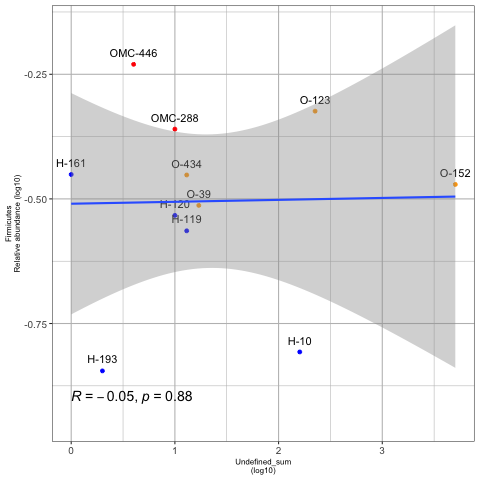 OMC-446
-0.25
O-123
OMC-288
H-161
O-434
O-152
O-39
-0.50
H-120
H-119
Firmicutes
Relative abundances (log10)
-0.75
H-10
H-193
R = − 0.05, p = 0.88
0
1
2
3
Undefined_sum
(log10)